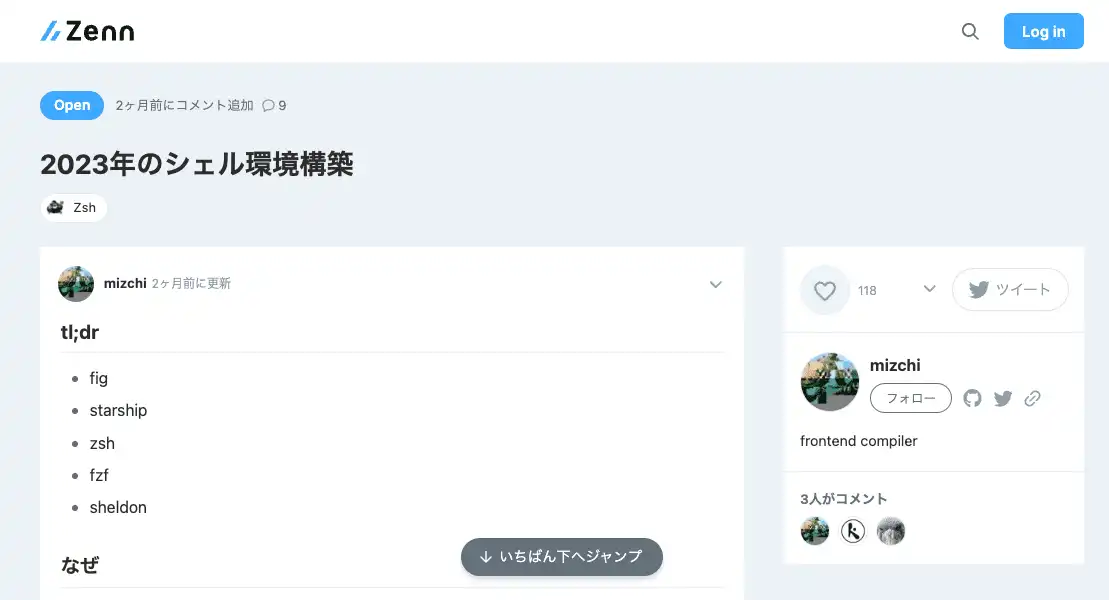 Zenn
Log in
Open 2ヶ月前にコメント追加 9
2023年のシェル環境構築
Zsh
mizchi 2ヶ月前に更新
tl;dr
fig
starship
zsh
fzf
sheldon
なぜ
いちばん下へジャンプ
118
ツイート
mizchi
フォロー
frontend compiler
3人がコメント